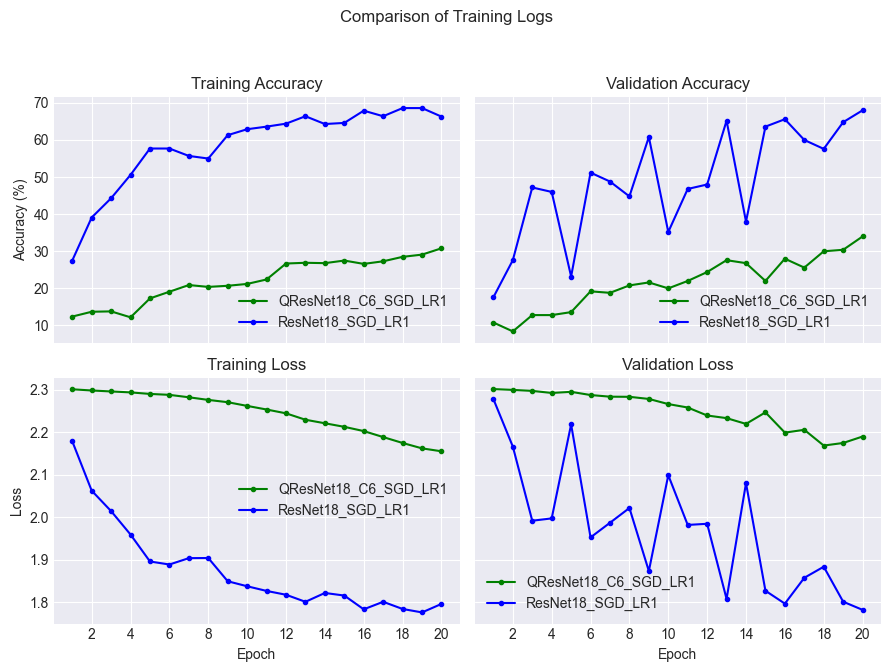 Comparison of Training Logs
Training Accuracy
Validation Accuracy
Accuracy (%)
70
60
50
40
30
20
10
QResNet18_C6_SGD_LR1
ResNet18_SGD_LR1
QResNet18_C6_SGD_LR1
ResNet18_SGD_LR1
Training Loss
Validation Loss
Loss
2.3
2.2
2.1
2.0
1.9
1.8
QResNet18_C6_SGD_LR1
ResNet18_SGD_LR1
QResNet18_C6_SGD_LR1
ResNet18_SGD_LR1
2 4 6 8 10 12 14 16 18 20
2 4 6 8 10 12 14 16 18 20
Epoch
Epoch